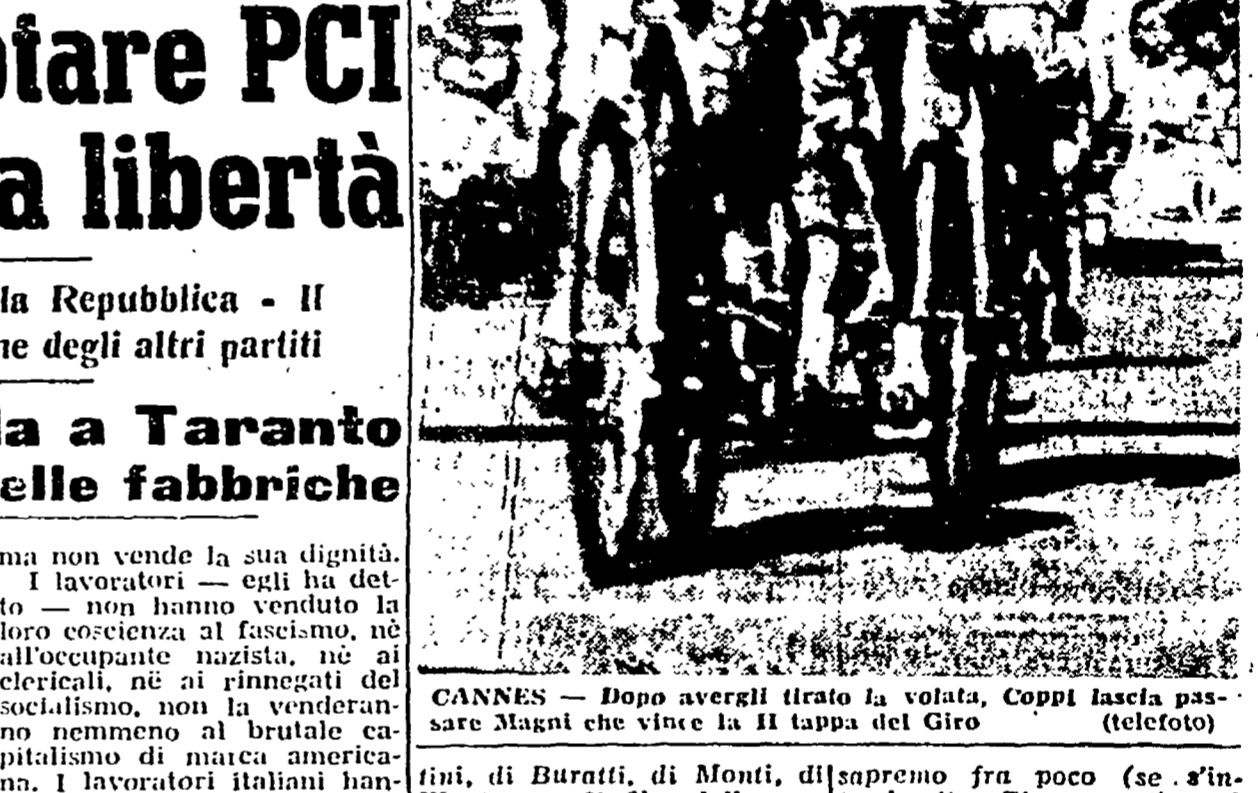 PCI
a libertà
la Repubblica - Il
ne degli altri partiti
a a Taranto
elle fabbriche
ma non vende la sua dignità.
I lavoratori — egli ha det-
to — non hanno venduto la
loro coscienza al fascismo, nè
all'occupante nazista, nè ai
clericali, nè ai rinnegati del
socialismo, non la venderan-
no nemmeno al brutale ca-
pitalismo di marca america-
na. I lavoratori italiani han-
CANNES — Dopo avergli tirato la volata, Coppi lascia pas-
sare Magni che vince la II tappa del Giro (telefoto)
tini, di Buratti, di Monti, di
sapremo fra poco (se s'in-